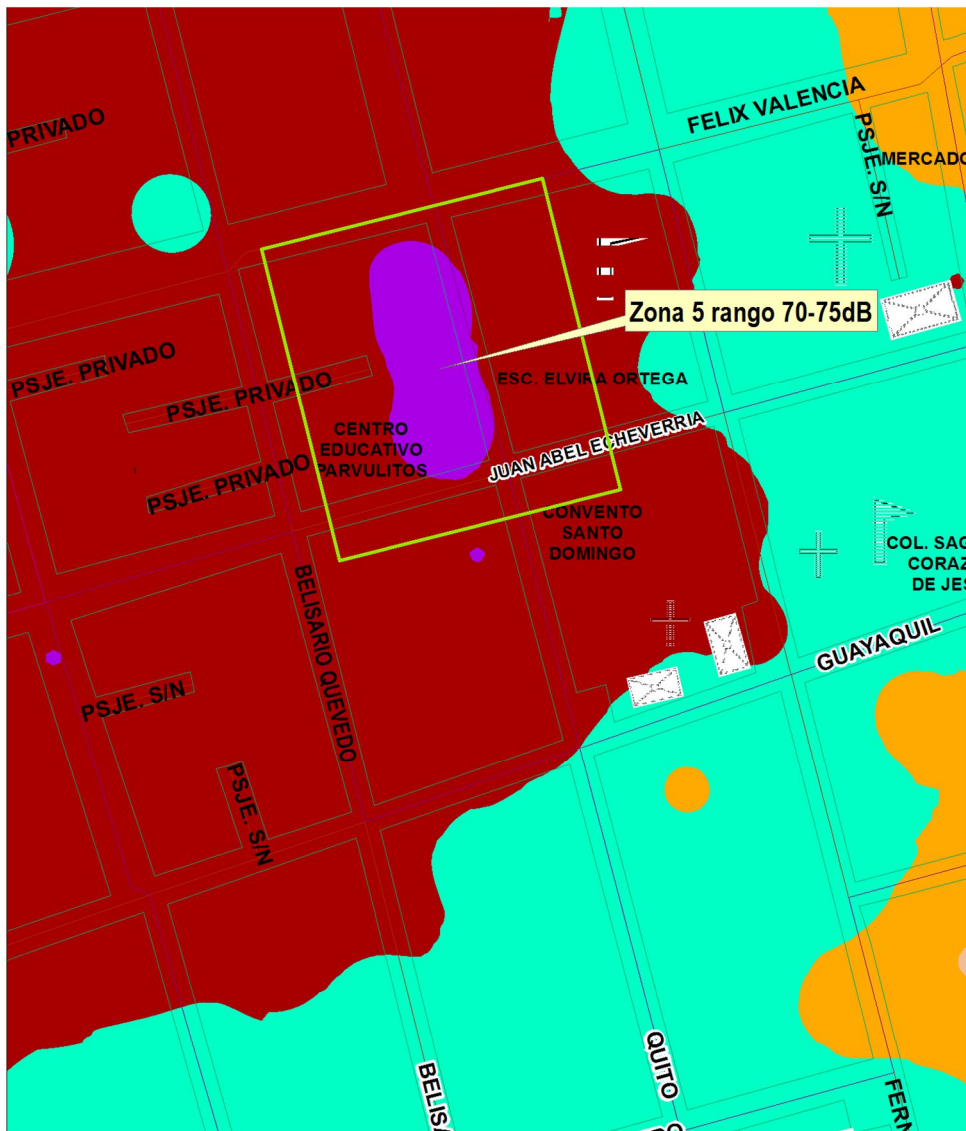 PRIVADO
FELIX VALENCIA
PSJE. S/N
MERCADO
Zona 5 rango 70-75dB
PSJE. PRIVADO
PSJE. PRIVADO
ESC. ELVIRA ORTEGA
CENTRO
EDUCATIVO
PARVULITOS
JUAN ABEL ECHEVERRIA
PSJE. PRIVADO
CONVENTO
SANTO
DOMINGO
COL. SAG
CORAZ
DE JES
BELISARIO QUEVEDO
GUAYAQUIL
PSJE. S/N
PSJE. S/N
QUITO
BELISA
FERN